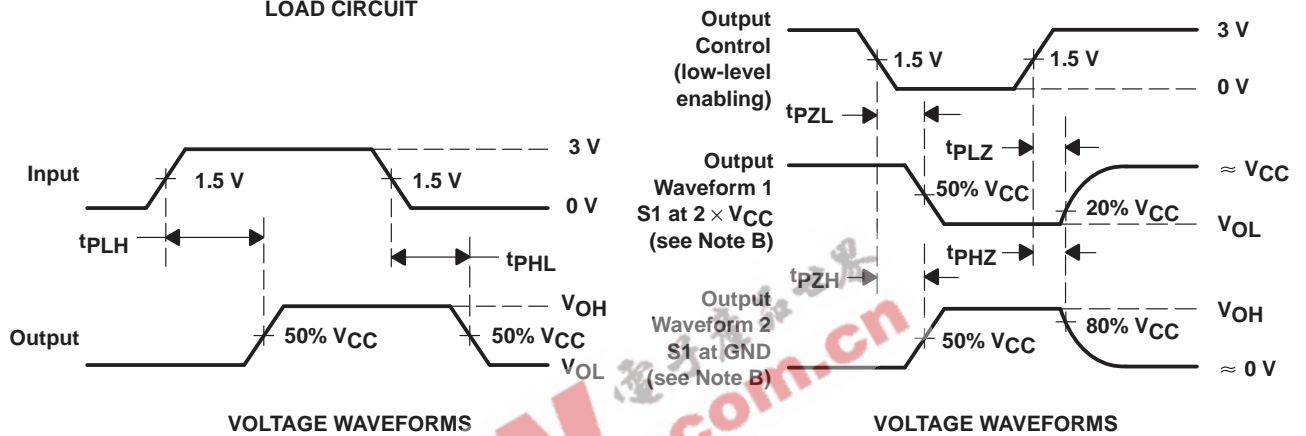 LOAD CIRCUIT
Input
1.5 V
1.5 V
3 V
0 V
tPLH
tPHL
Output
50% VCC
50% VCC
VOH
VOL
VOLTAGE WAVEFORMS
Output
Control
(low-level
enabling)
1.5 V
1.5 V
3 V
0 V
tPZL
tPLZ
Output
Waveform 1
S1 at 2 × VCC
(see Note B)
50% VCC
20% VCC
≈ VCC
VOL
tPZH
tPHZ
Output
Waveform 2
S1 at GND
(see Note B)
50% VCC
80% VCC
VOH
≈ 0 V
VOLTAGE WAVEFORMS
.com.cn